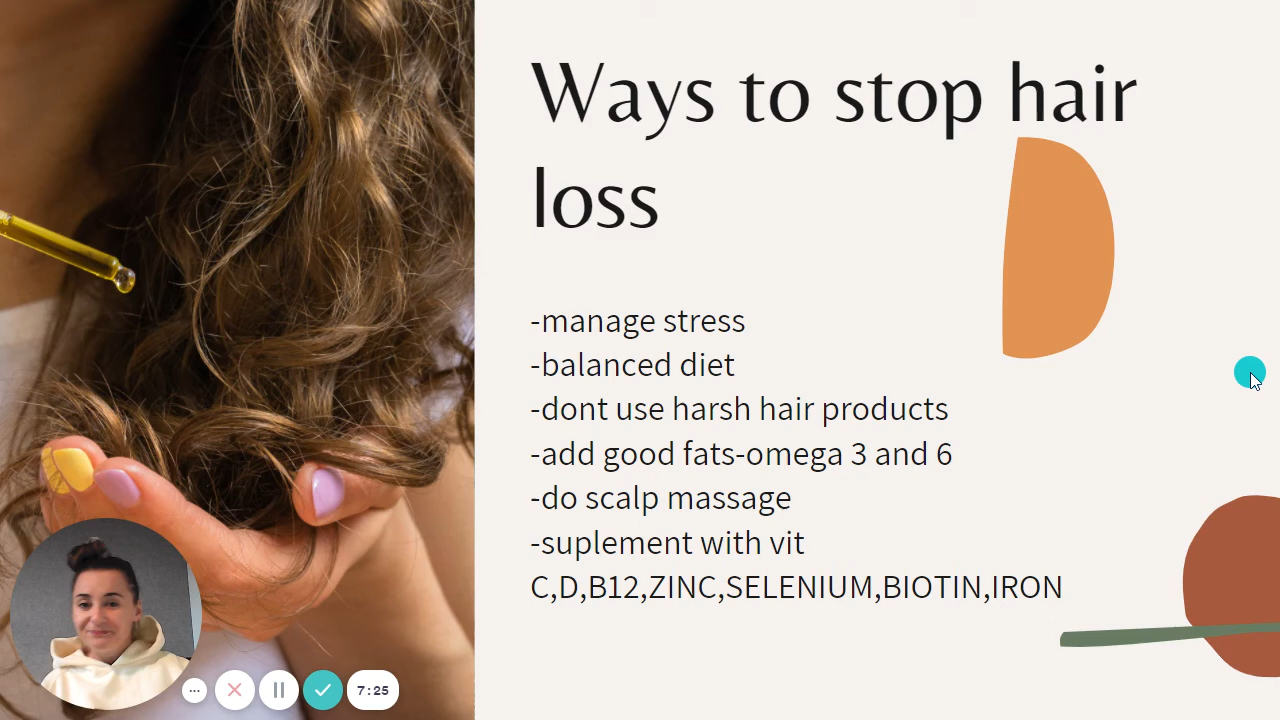 Ways to stop hair
loss
-manage stress
-balanced diet
-dont use harsh hair products
-add good fats-omega 3 and 6
-do scalp massage
-suplement with vit
C,D,B12,ZINC,SELENIUM,BIOTIN,IRON
7:25